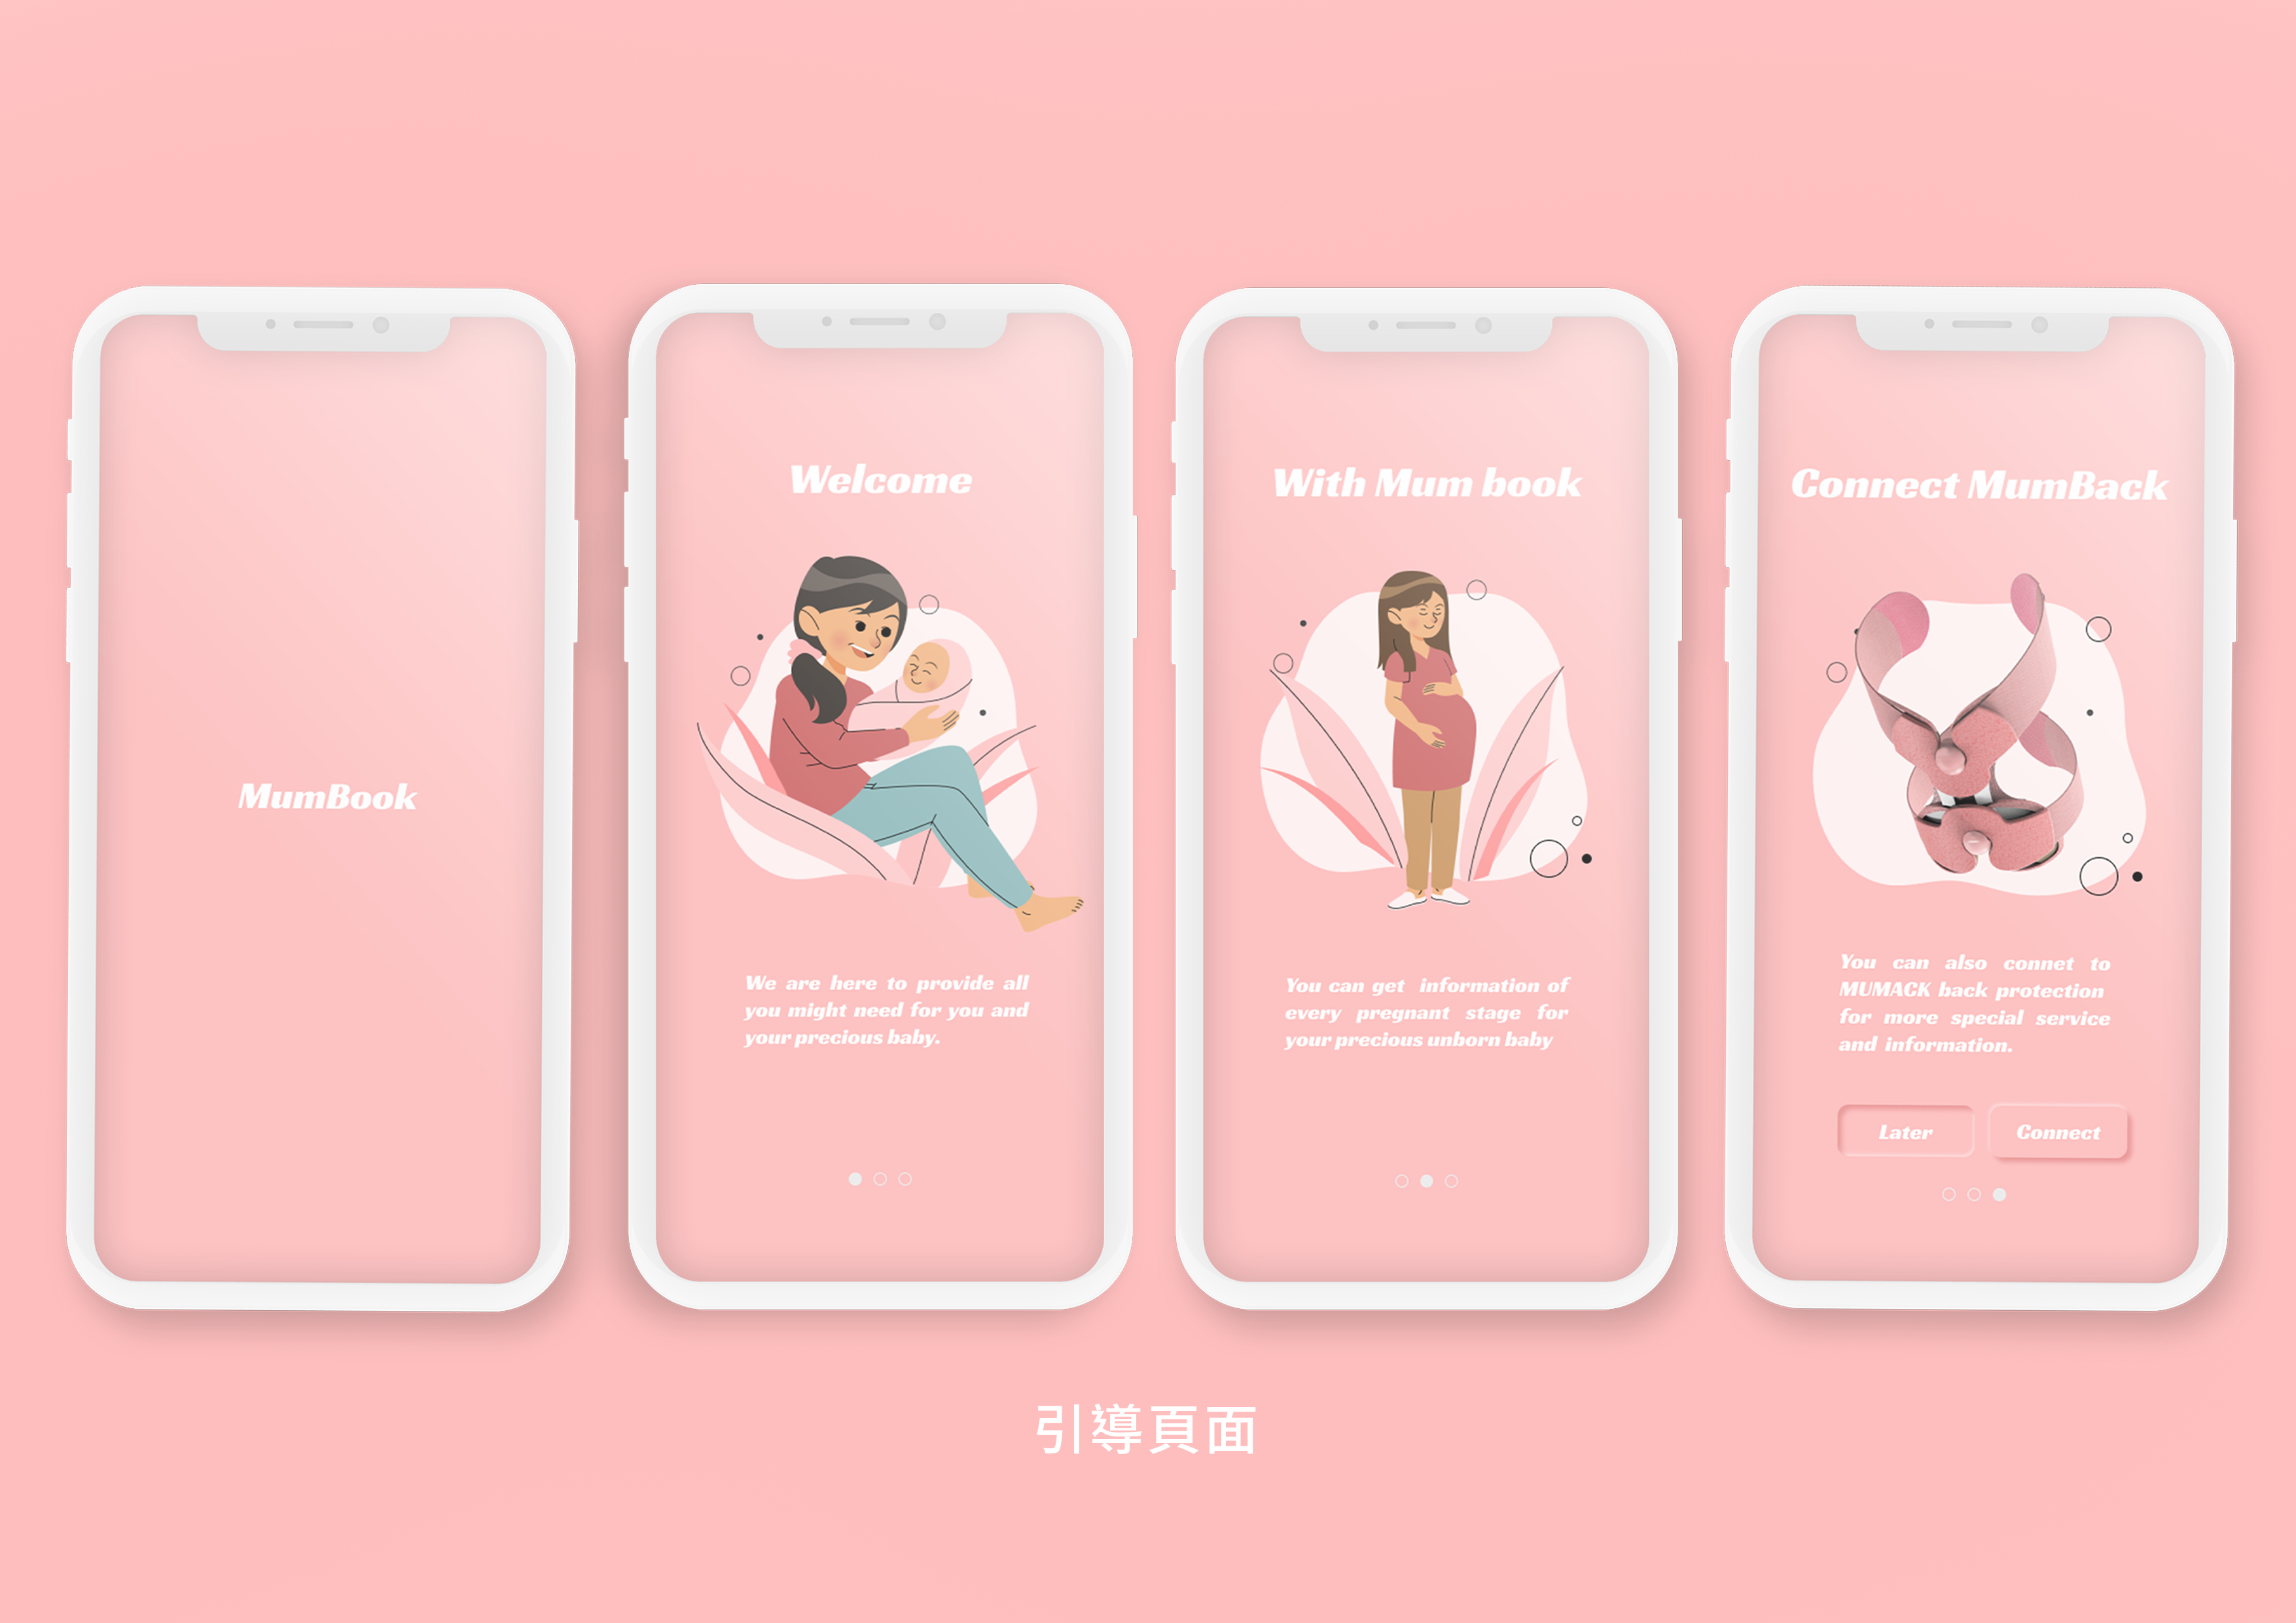 MumBook
Welcome
We are here to provide all
you might need for you and
your precious baby.
With Mum book
You can get information of
every pregnant stage for
your precious unborn baby
Connect MumBack
You can also connet to
MUMACK back protection
for more special service
and information.
Later
Connect
引導頁面